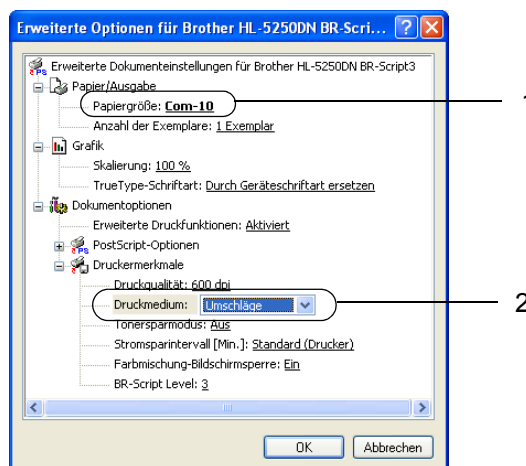 Erweiterte Optionen für Brother HL-5250DN BR-Scri...
Erweiterte Dokumenteinstellungen für Brother HL-5250DN BR-Script3
Papier/Ausgabe
Papiergröße: Com-10
1
Anzahl der Exemplare: 1 Exemplar
Grafik
Skalierung: 100 %
TrueType-Schriftart: Durch Geräteschriftart ersetzen
Dokumentoptionen
Erweiterte Druckfunktionen: Aktiviert
PostScript-Optionen
Druckermerkmale
Druckqualität: 600 dpi
Druckmedium: Umschläge
2
Tonersparmodus: Aus
Stromsparintervall [Min.]: Standard (Drucker)
Farbmischung-Bildschirmsperre: Ein
BR-Script Level: 3
OK Abbrechen